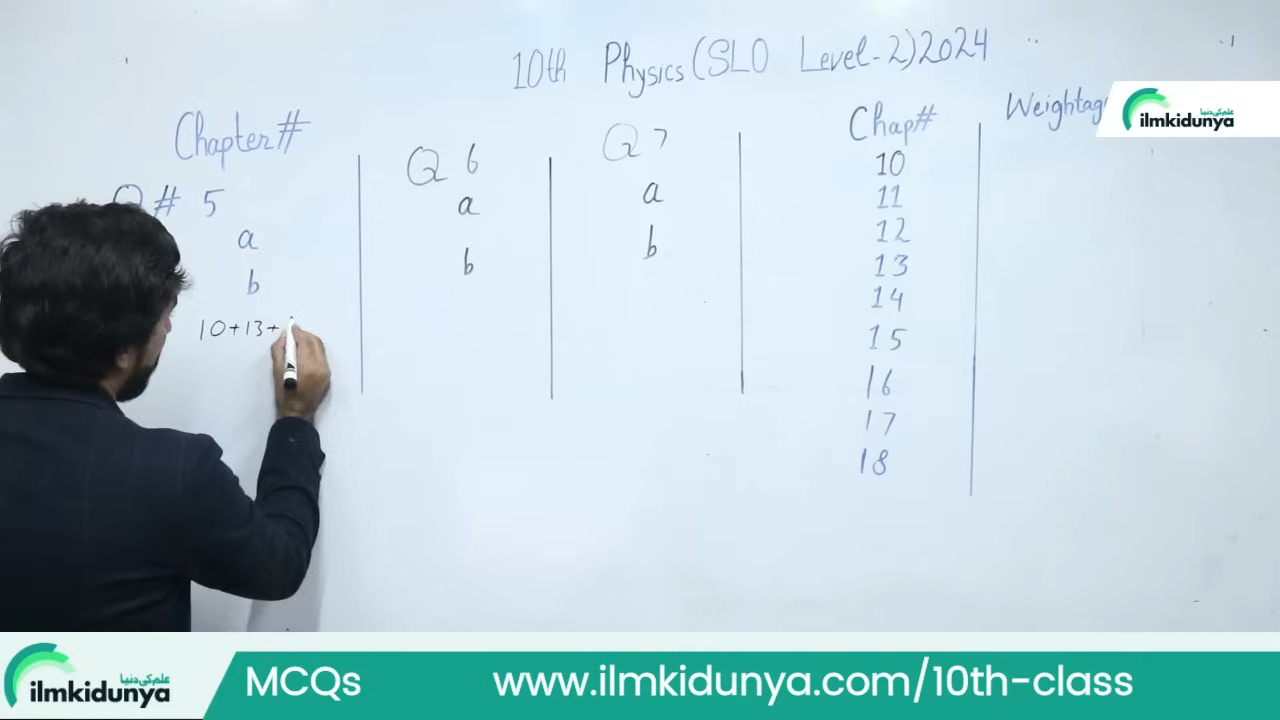 10th Physics (SLO Level-2) 2024
Chapter#
Q# 5
a
b
10+13+
Q 6
a
b
Q 7
a
b
Chap#
10
11
12
13
14
15
16
17
18
علم کی دنیا
ilmkidunya
علم کی دنیا
ilmkidunya
MCQs
www.ilmkidunya.com/10th-class